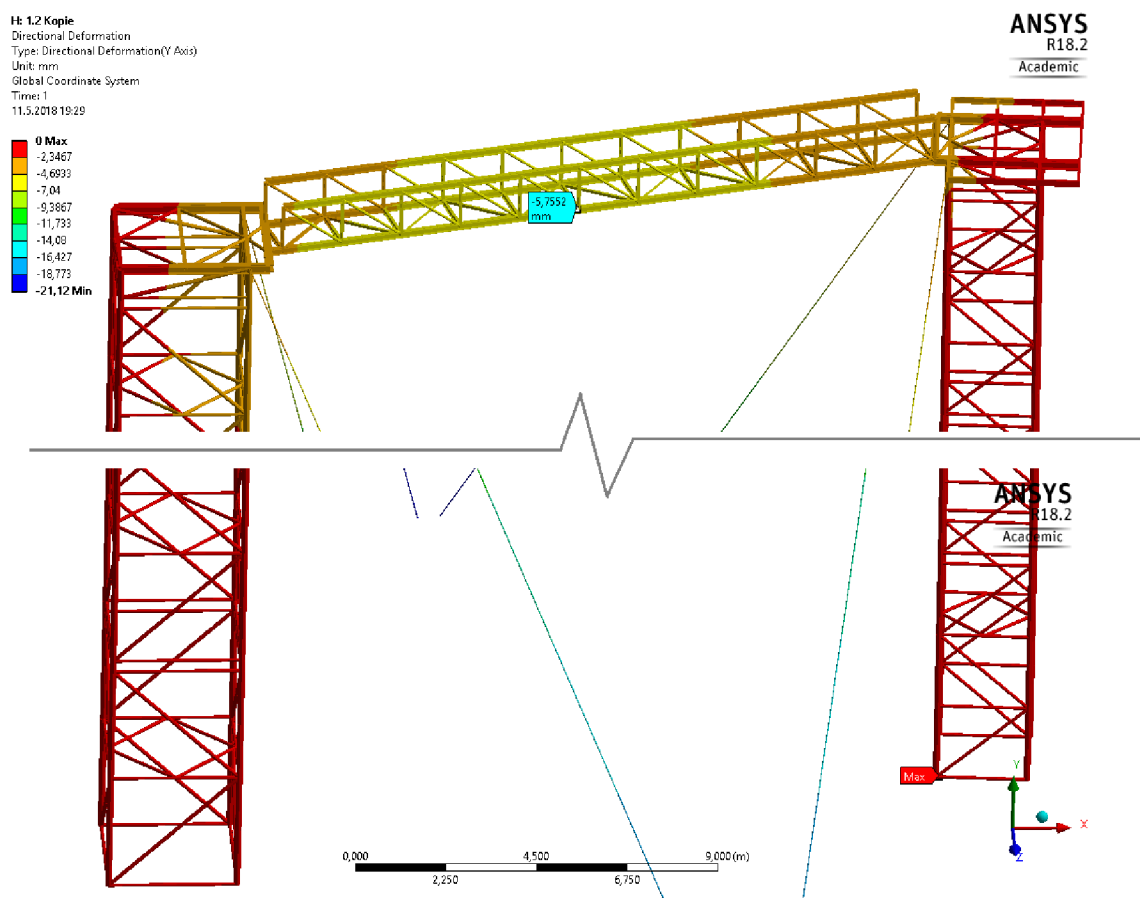 H: 1.2 Kopie
Directional Deformation
Type: Directional Deformation(Y Axis)
Unit: mm
Global Coordinate System
Time: 1
11.5.2018 19:29
0 Max
-2,3467
-4,6933
-7,04
-9,3867
-11,733
-14,08
-16,427
-18,773
-21,12 Min
ANSYS
R18.2
Academic
-5,7552
mm
ANSYS
R18.2
Academic
Max
Y
X
Z
0,000
4,500
9,000 (m)
2,250
6,750